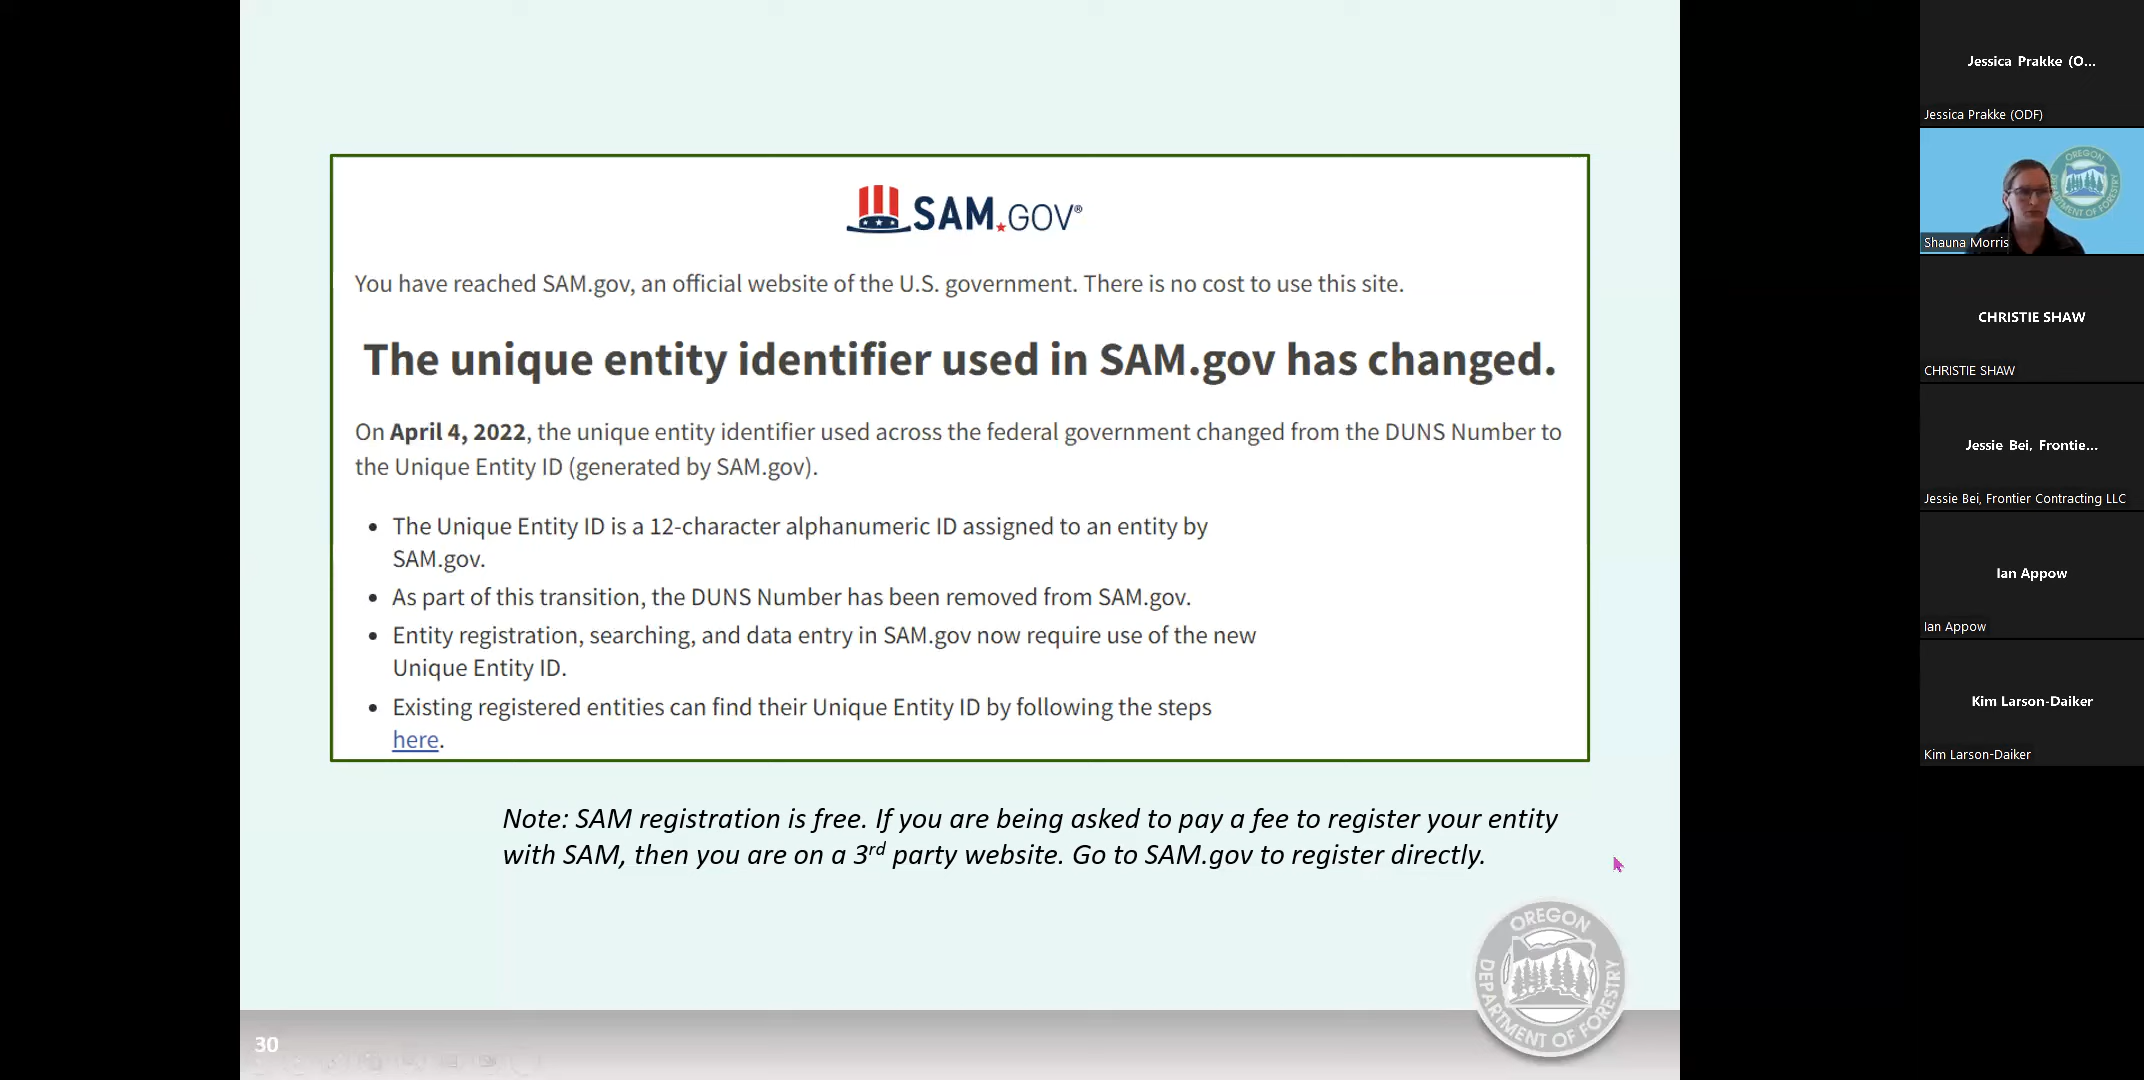 SAM.GOV®
You have reached SAM.gov, an official website of the U.S. government. There is no cost to use this site.
The unique entity identifier used in SAM.gov has changed.
On April 4, 2022, the unique entity identifier used across the federal government changed from the DUNS Number to
the Unique Entity ID (generated by SAM.gov).
• The Unique Entity ID is a 12-character alphanumeric ID assigned to an entity by
SAM.gov.
• As part of this transition, the DUNS Number has been removed from SAM.gov.
• Entity registration, searching, and data entry in SAM.gov now require use of the new
Unique Entity ID.
• Existing registered entities can find their Unique Entity ID by following the steps
here.
Note: SAM registration is free. If you are being asked to pay a fee to register your entity
with SAM, then you are on a 3rd party website. Go to SAM.gov to register directly.
OREGON
DEPARTMENT OF FORESTRY
30
Jessica Prakke (O...
Jessica Prakke (ODF)
OREGON
DEPARTMENT OF FORESTRY
Shauna Morris
CHRISTIE SHAW
CHRISTIE SHAW
Jessie Bei, Frontie...
Jessie Bei, Frontier Contracting LLC
Ian Appow
Ian Appow
Kim Larson-Daiker
Kim Larson-Daiker